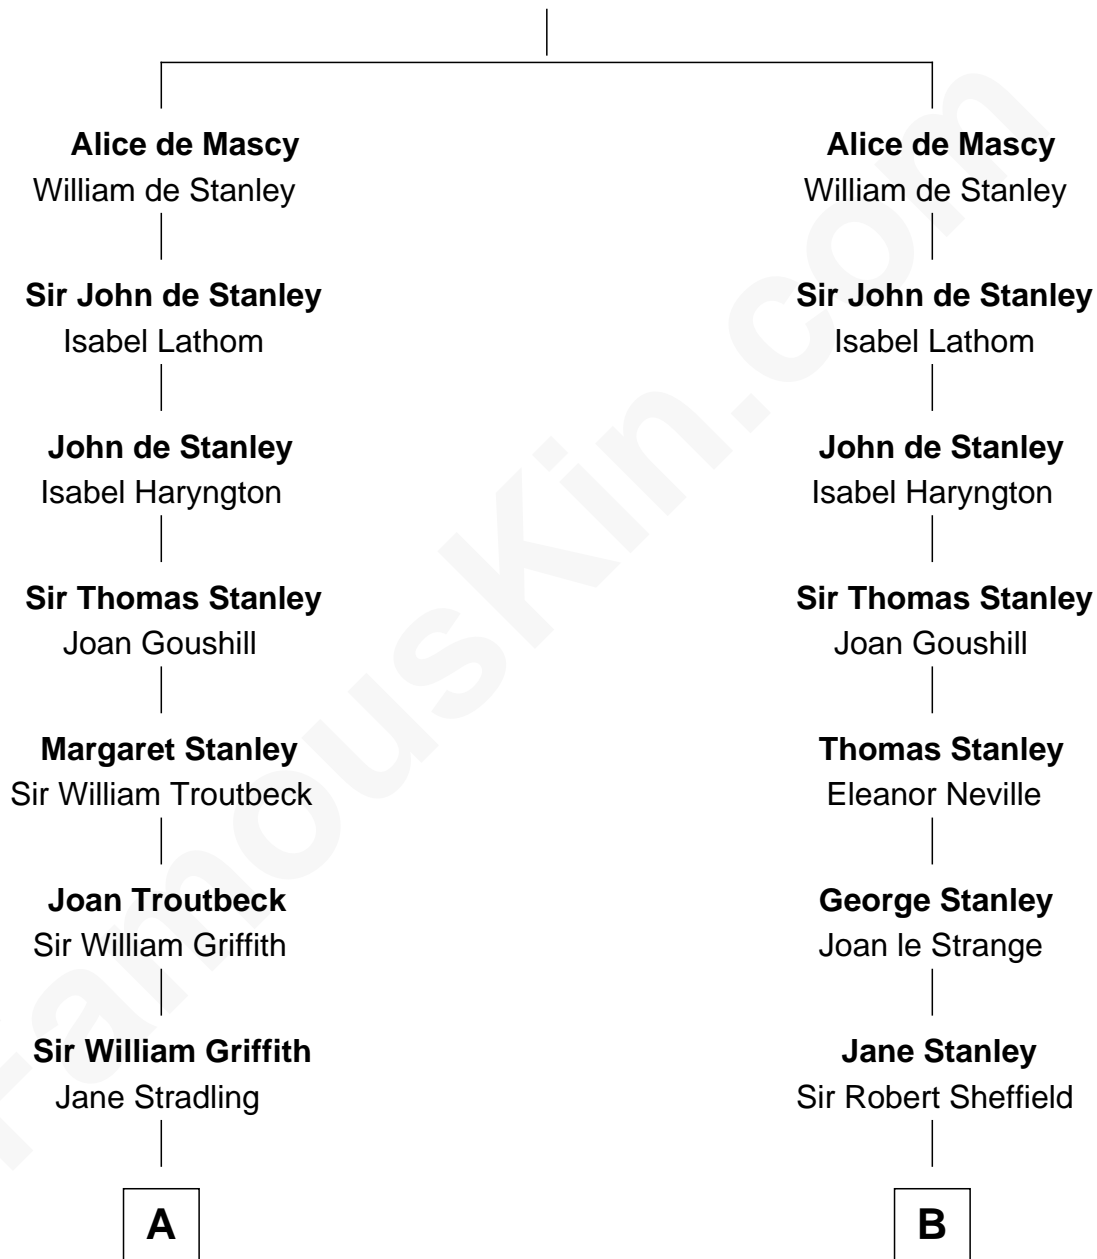 Alice de Mascy
William de Stanley
Sir John de Stanley
Isabel Lathom
John de Stanley
Isabel Haryngton
Sir Thomas Stanley
Joan Goushill
Margaret Stanley
Sir William Troutbeck
Joan Troutbeck
Sir William Griffith
Sir William Griffith
Jane Stradling
A
Alice de Mascy
William de Stanley
Sir John de Stanley
Isabel Lathom
John de Stanley
Isabel Haryngton
Sir Thomas Stanley
Joan Goushill
Thomas Stanley
Eleanor Neville
George Stanley
Joan le Strange
Jane Stanley
Sir Robert Sheffield
B
FamousKin.com